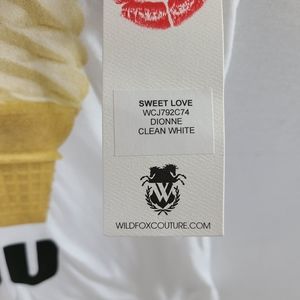 SWEET LOVE
WCJ792C74
DIONNE
CLEAN WHITE
W
WILDFOXCOUTURE.COM